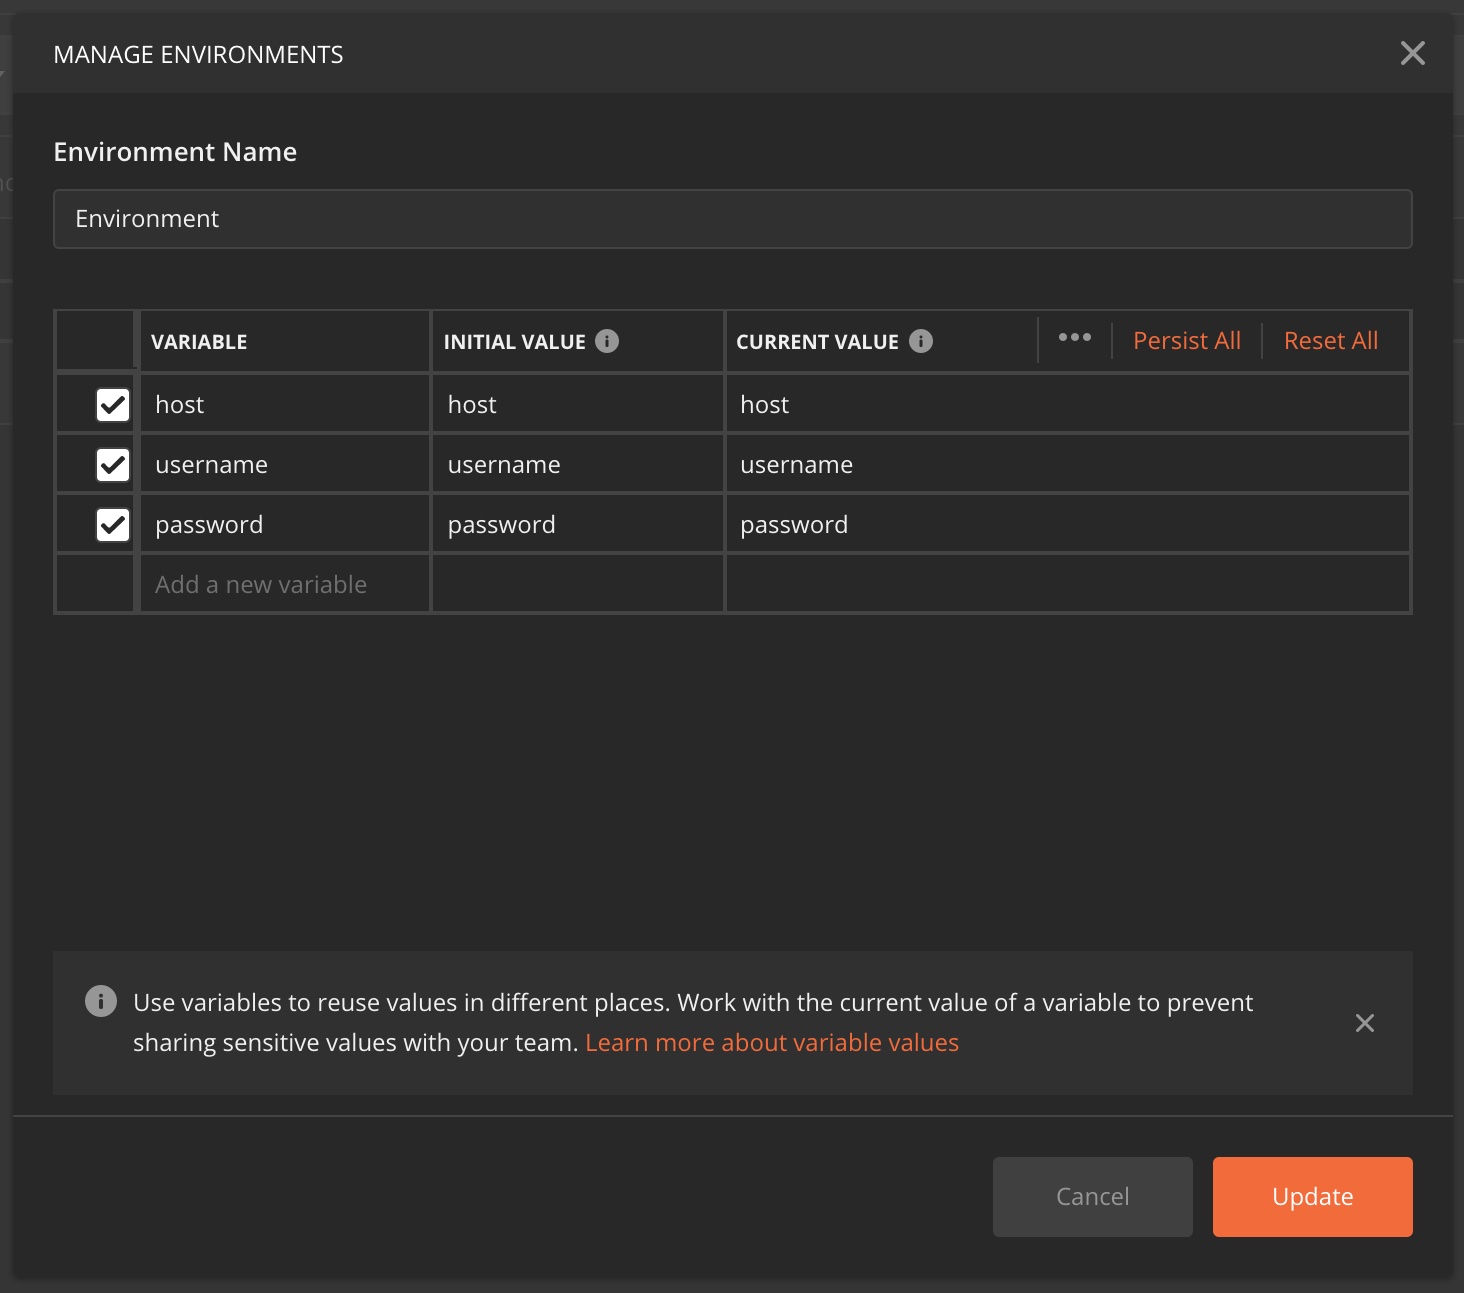 MANAGE ENVIRONMENTS
Environment Name
Environment
VARIABLE INITIAL VALUE CURRENT VALUE Persist All Reset All
host host host
username username username
password password password
Add a new variable
Use variables to reuse values in different places. Work with the current value of a variable to prevent
sharing sensitive values with your team. Learn more about variable values
Cancel Update